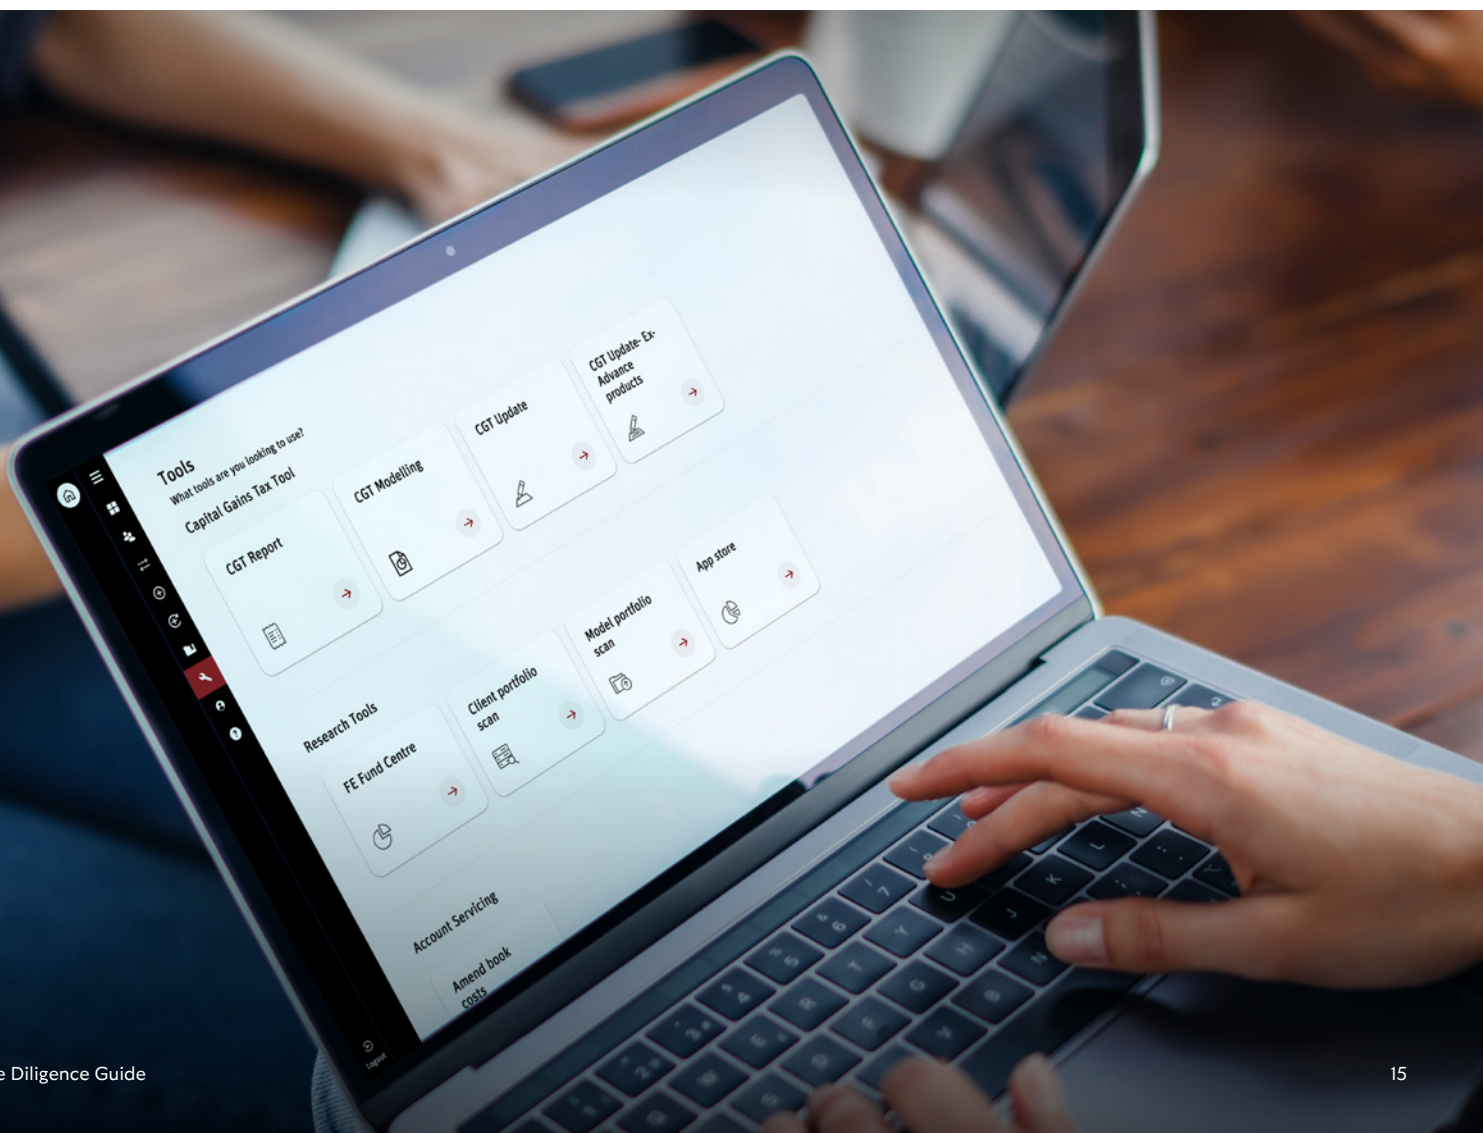 Tools
What tools are you looking to use?
Capital Gains Tax Tool
CGT Report
CGT Modelling
CGT Update
CGT Update- Ex-
Advance
products
Research Tools
FE Fund Centre
Client portfolio
scan
Model portfolio
scan
App store
Account Servicing
Amend book
costs
Logout
e Diligence Guide
15